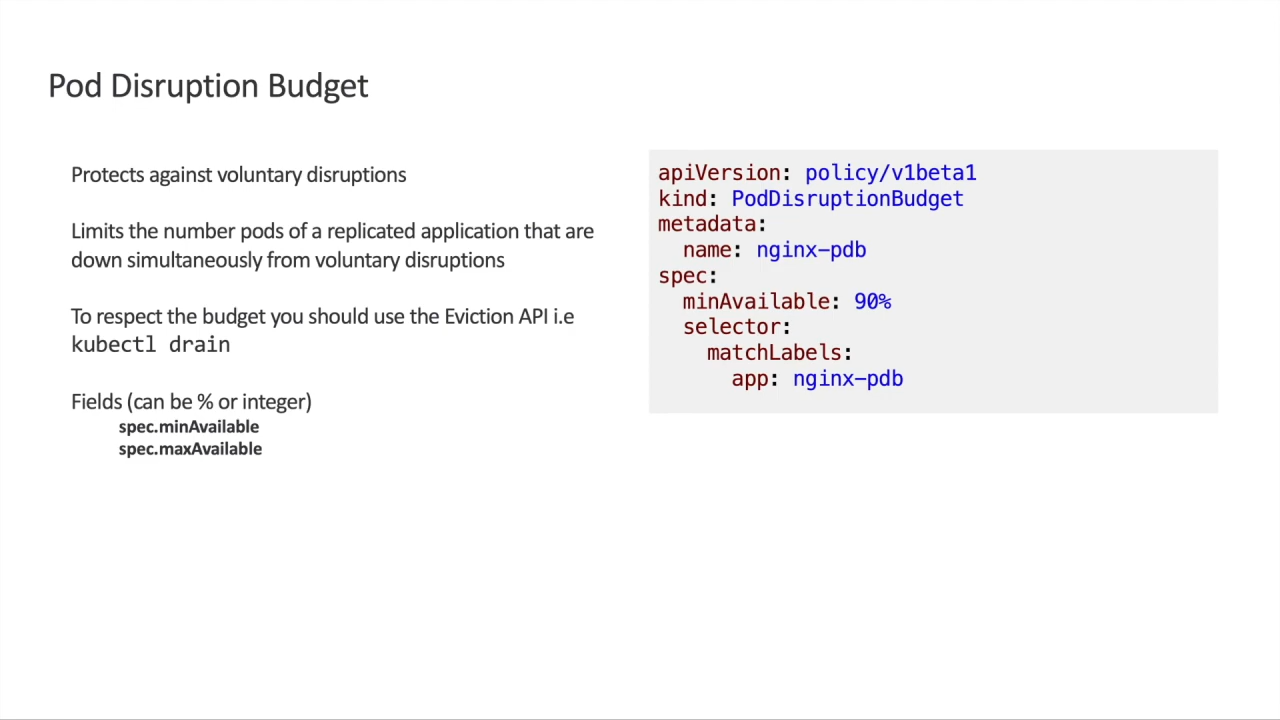 Pod Disruption Budget
Protects against voluntary disruptions
Limits the number pods of a replicated application that are
down simultaneously from voluntary disruptions
To respect the budget you should use the Eviction API i.e
kubectl drain
Fields (can be % or integer)
spec.minAvailable
spec.maxAvailable
apiVersion: policy/v1beta1
kind: PodDisruptionBudget
metadata:
  name: nginx-pdb
spec:
  minAvailable: 90%
  selector:
    matchLabels:
      app: nginx-pdb